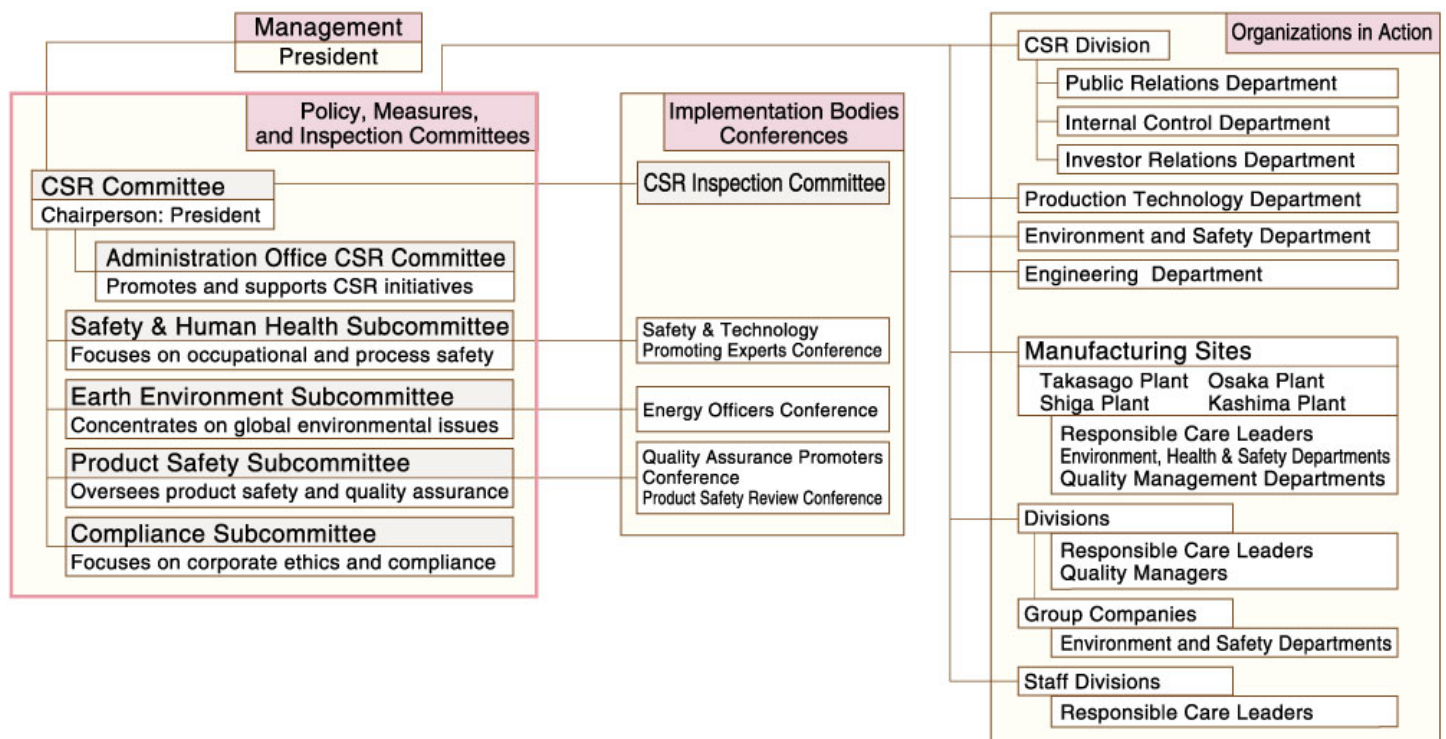 Management
President
Policy, Measures,
and Inspection Committees
CSR Committee
Chairperson: President
Administration Office CSR Committee
Promotes and supports CSR initiatives
Safety & Human Health Subcommittee
Focuses on occupational and process safety
Earth Environment Subcommittee
Concentrates on global environmental issues
Product Safety Subcommittee
Oversees product safety and quality assurance
Compliance Subcommittee
Focuses on corporate ethics and compliance
Implementation Bodies
Conferences
CSR Inspection Committee
Safety & Technology
Promoting Experts Conference
Energy Officers Conference
Quality Assurance Promoters
Conference
Product Safety Review Conference
Organizations in Action
CSR Division
Public Relations Department
Internal Control Department
Investor Relations Department
Production Technology Department
Environment and Safety Department
Engineering Department
Manufacturing Sites
Takasago Plant Osaka Plant
Shiga Plant Kashima Plant
Responsible Care Leaders
Environment, Health & Safety Departments
Quality Management Departments
Divisions
Responsible Care Leaders
Quality Managers
Group Companies
Environment and Safety Departments
Staff Divisions
Responsible Care Leaders